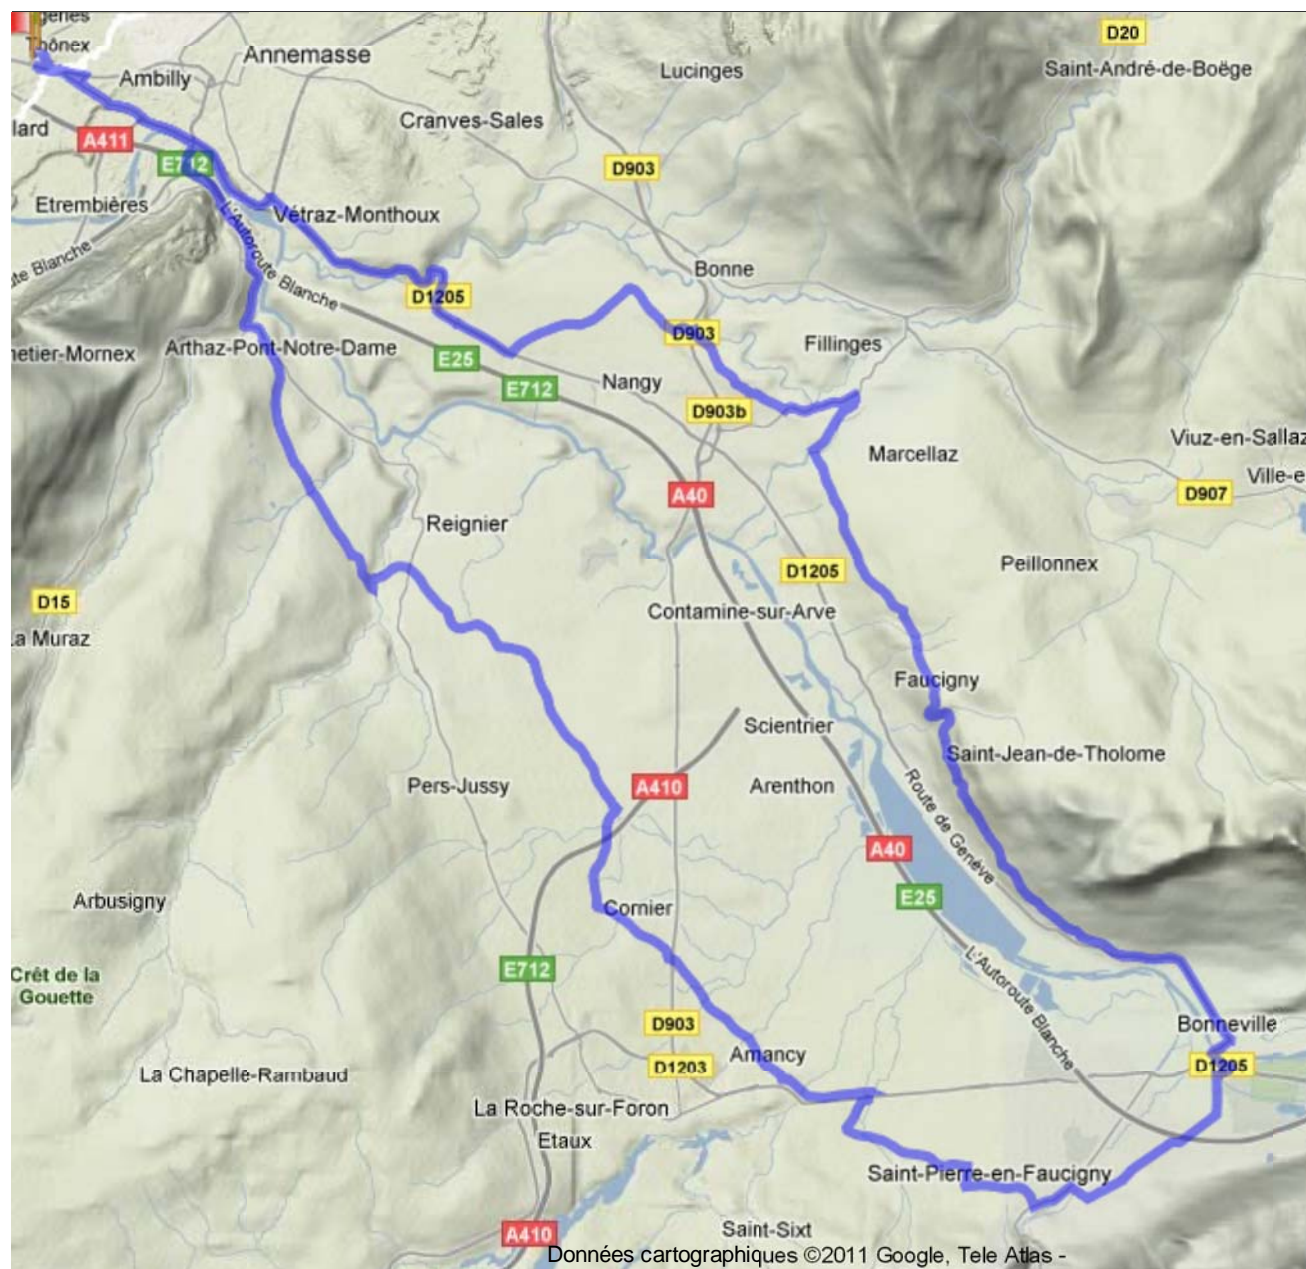 Thônex
Annemasse
Ambilly
Lucinges
D20
Saint-André-de-Boëge
lard
A411
Cranves-Sales
E712
D903
Etrembières
Vétraz-Monthoux
L'Autoroute Blanche
Bonne
D1205
D903
Fillinges
netier-Mornex
Arthaz-Pont-Notre-Dame
E25
E712
Nangy
D903b
Marcellaz
Viuz-en-Sallaz
Ville-e
D907
A40
Reignier
D1205
Peillonnex
D15
Contamine-sur-Arve
a Muraz
Faucigny
Scientrier
Saint-Jean-de-Tholome
Pers-Jussy
A410
Arenthon
Route de Genève
A40
E25
Arbusigny
Cornier
L'Autoroute Blanche
Crêt de la
Gouette
E712
D903
Bonneville
Amancy
D1203
D1205
La Chapelle-Rambaud
La Roche-sur-Foron
Etaux
Saint-Pierre-en-Faucigny
A410
Saint-Sixt
Données cartographiques ©2011 Google, Tele Atlas -